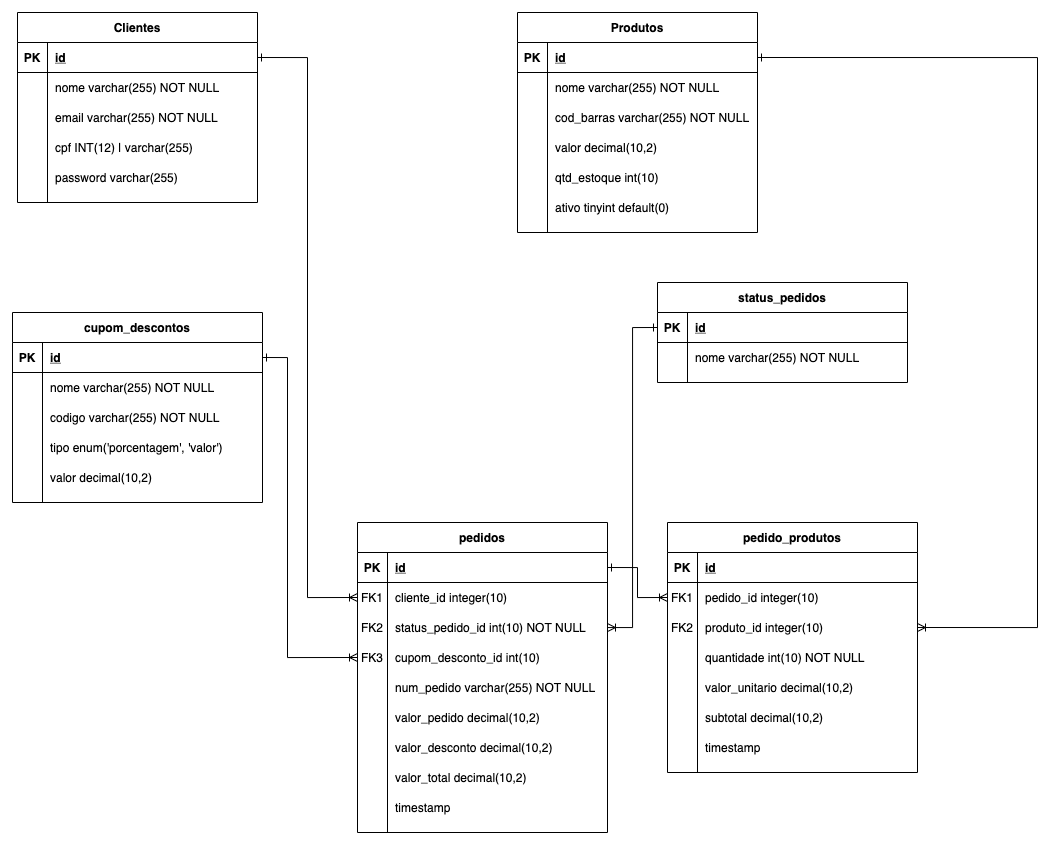 Clientes
PK id
nome varchar(255) NOT NULL
email varchar(255) NOT NULL
cpf INT(12) | varchar(255)
password varchar(255)
Produtos
PK id
nome varchar(255) NOT NULL
cod_barras varchar(255) NOT NULL
valor decimal(10,2)
qtd_estoque int(10)
ativo tinyint default(0)
cupom_descontos
PK id
nome varchar(255) NOT NULL
codigo varchar(255) NOT NULL
tipo enum('porcentagem', 'valor')
valor decimal(10,2)
status_pedidos
PK id
nome varchar(255) NOT NULL
pedidos
PK id
FK1 cliente_id integer(10)
FK2 status_pedido_id int(10) NOT NULL
FK3 cupom_desconto_id int(10)
num_pedido varchar(255) NOT NULL
valor_pedido decimal(10,2)
valor_desconto decimal(10,2)
valor_total decimal(10,2)
timestamp
pedido_produtos
PK id
FK1 pedido_id integer(10)
FK2 produto_id integer(10)
quantidade int(10) NOT NULL
valor_unitario decimal(10,2)
subtotal decimal(10,2)
timestamp